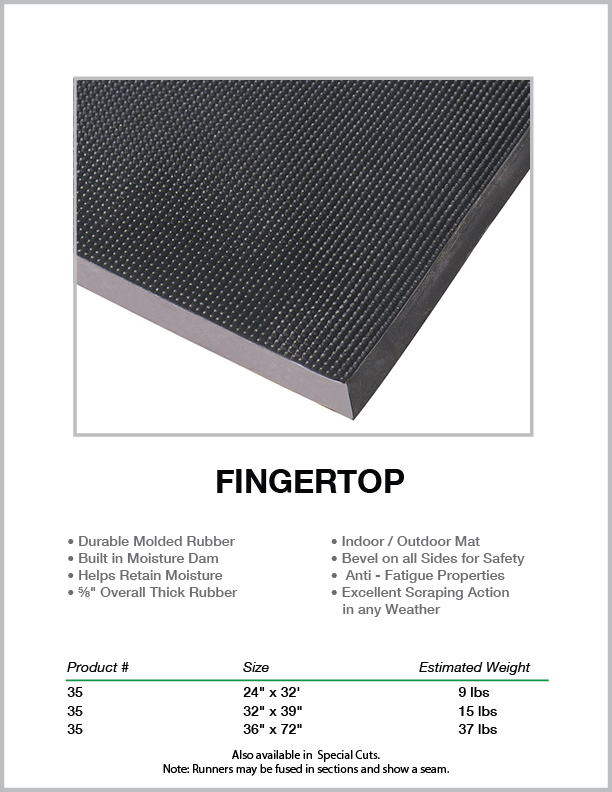 FINGERTOP
• Durable Molded Rubber
• Built in Moisture Dam
• Helps Retain Moisture
• ⅝" Overall Thick Rubber
• Indoor / Outdoor Mat
• Bevel on all Sides for Safety
• Anti - Fatigue Properties
• Excellent Scraping Action
in any Weather
Product # Size Estimated Weight
35 24" x 32' 9 lbs
35 32" x 39" 15 lbs
35 36" x 72" 37 lbs
Also available in Special Cuts.
Note: Runners may be fused in sections and show a seam.